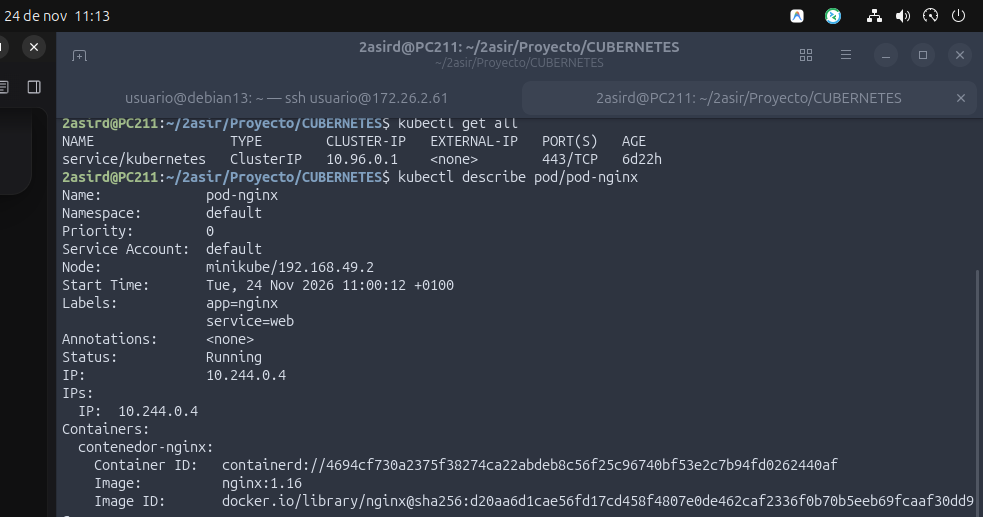 24 de nov 11:13
2asird@PC211: ~/2asir/Proyecto/CUBERNETES
~/2asir/Proyecto/CUBERNETES
usuario@debian13: ~ — ssh usuario@172.26.2.61
2asird@PC211: ~/2asir/Proyecto/CUBERNETES
2asird@PC211:~/2asir/Proyecto/CUBERNETES$ kubectl get all
NAME TYPE CLUSTER-IP EXTERNAL-IP PORT(S) AGE
service/kubernetes ClusterIP 10.96.0.1 <none> 443/TCP 6d22h
2asird@PC211:~/2asir/Proyecto/CUBERNETES$ kubectl describe pod/pod-nginx
Name: pod-nginx
Namespace: default
Priority: 0
Service Account: default
Node: minikube/192.168.49.2
Start Time: Tue, 24 Nov 2026 11:00:12 +0100
Labels: app=nginx
service=web
Annotations: <none>
Status: Running
IP: 10.244.0.4
IPs:
IP: 10.244.0.4
Containers:
contenedor-nginx:
Container ID: containerd://4694cf730a2375f38274ca22abdeb8c56f25c96740bf53e2c7b94fd0262440af
Image: nginx:1.16
Image ID: docker.io/library/nginx@sha256:d20aa6d1cae56fd17cd458f4807e0de462caf2336f0b70b5eeb69fcaaf30dd9